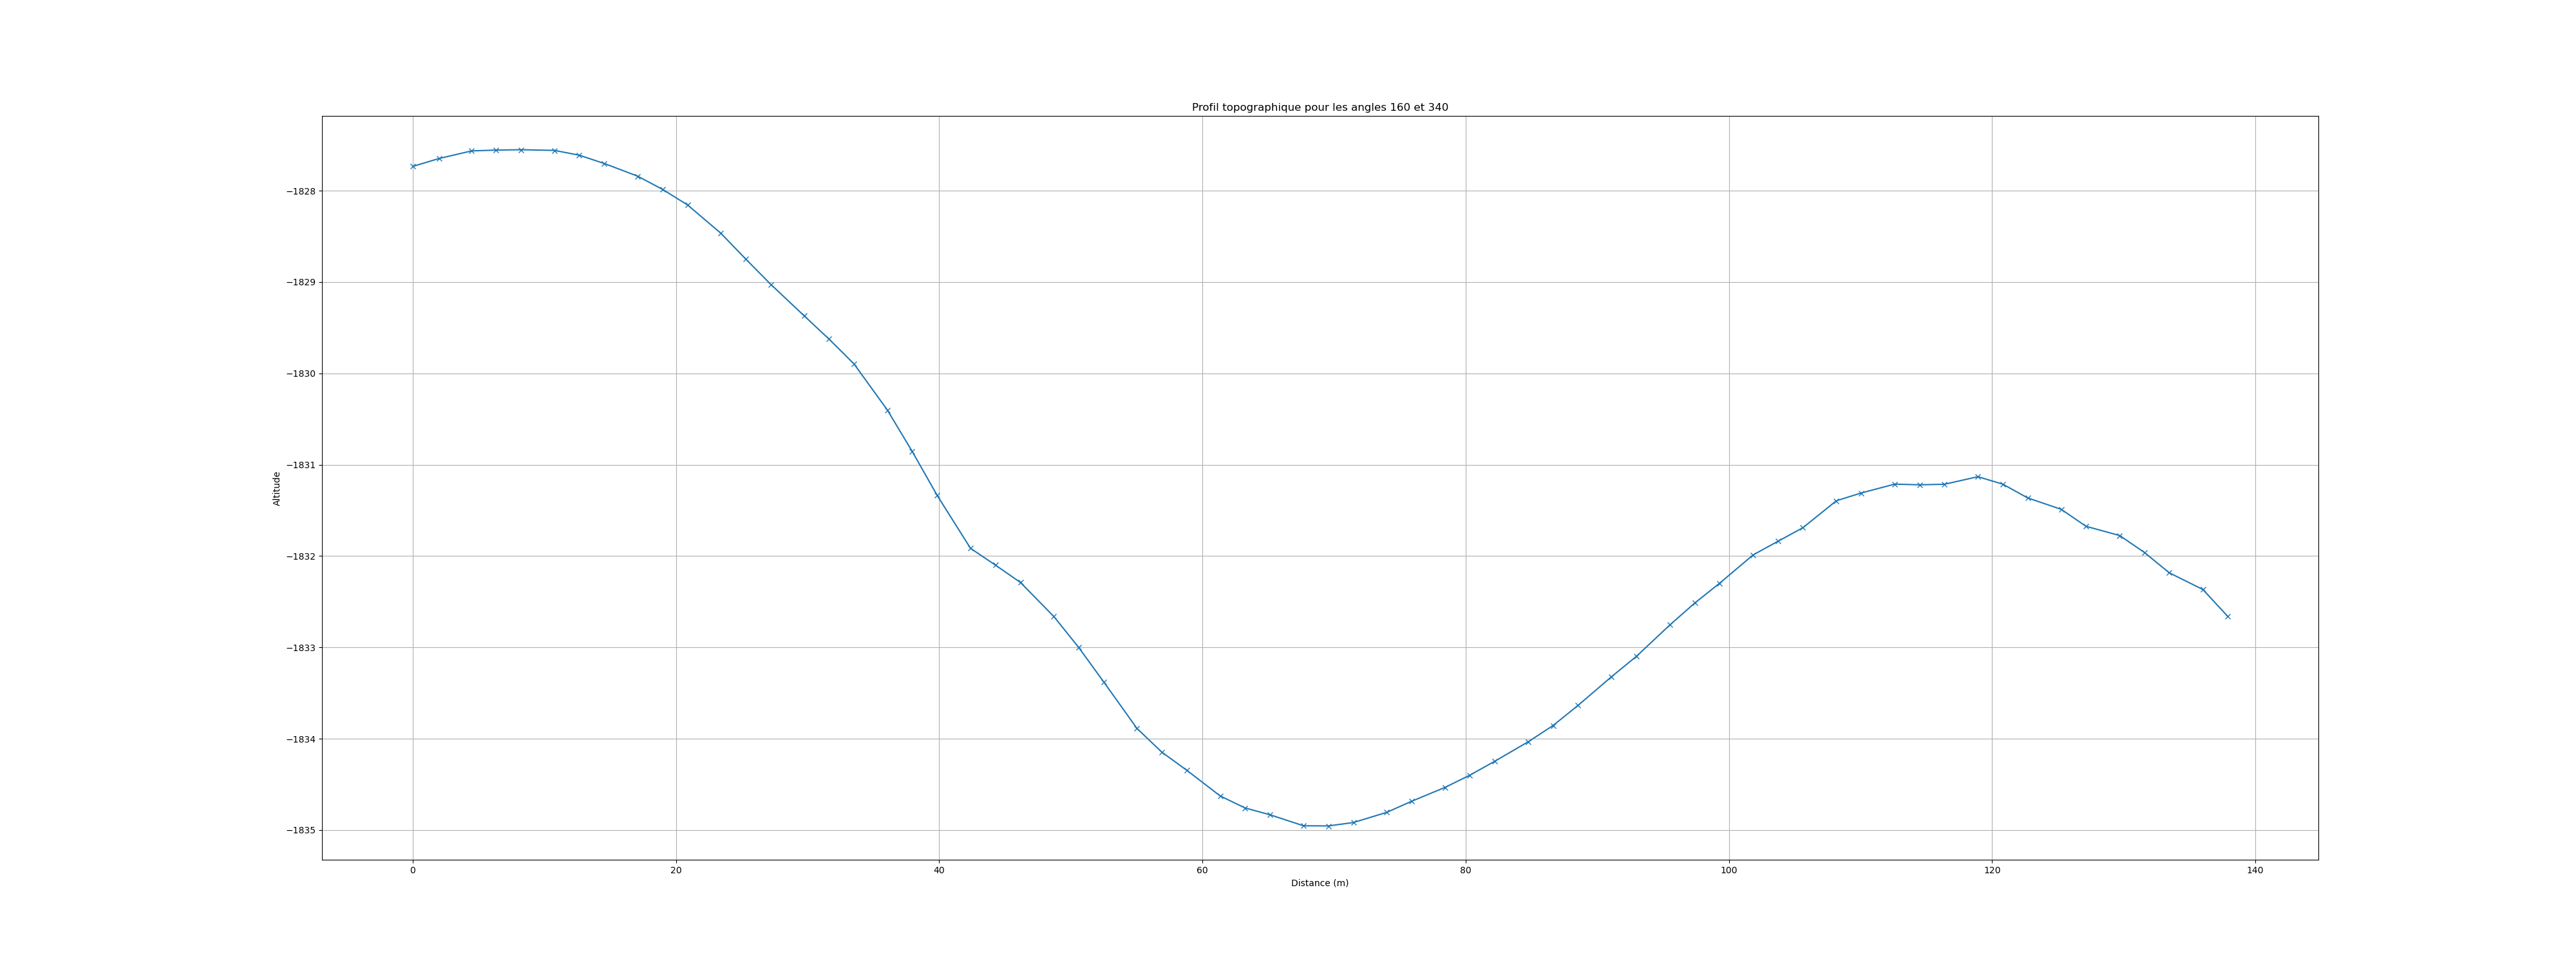 Profil topographique pour les angles 160 et 340
−1828
−1829
−1830
−1831
−1832
−1833
−1834
−1835
Altitude
0 20 40 60 80 100 120 140
Distance (m)